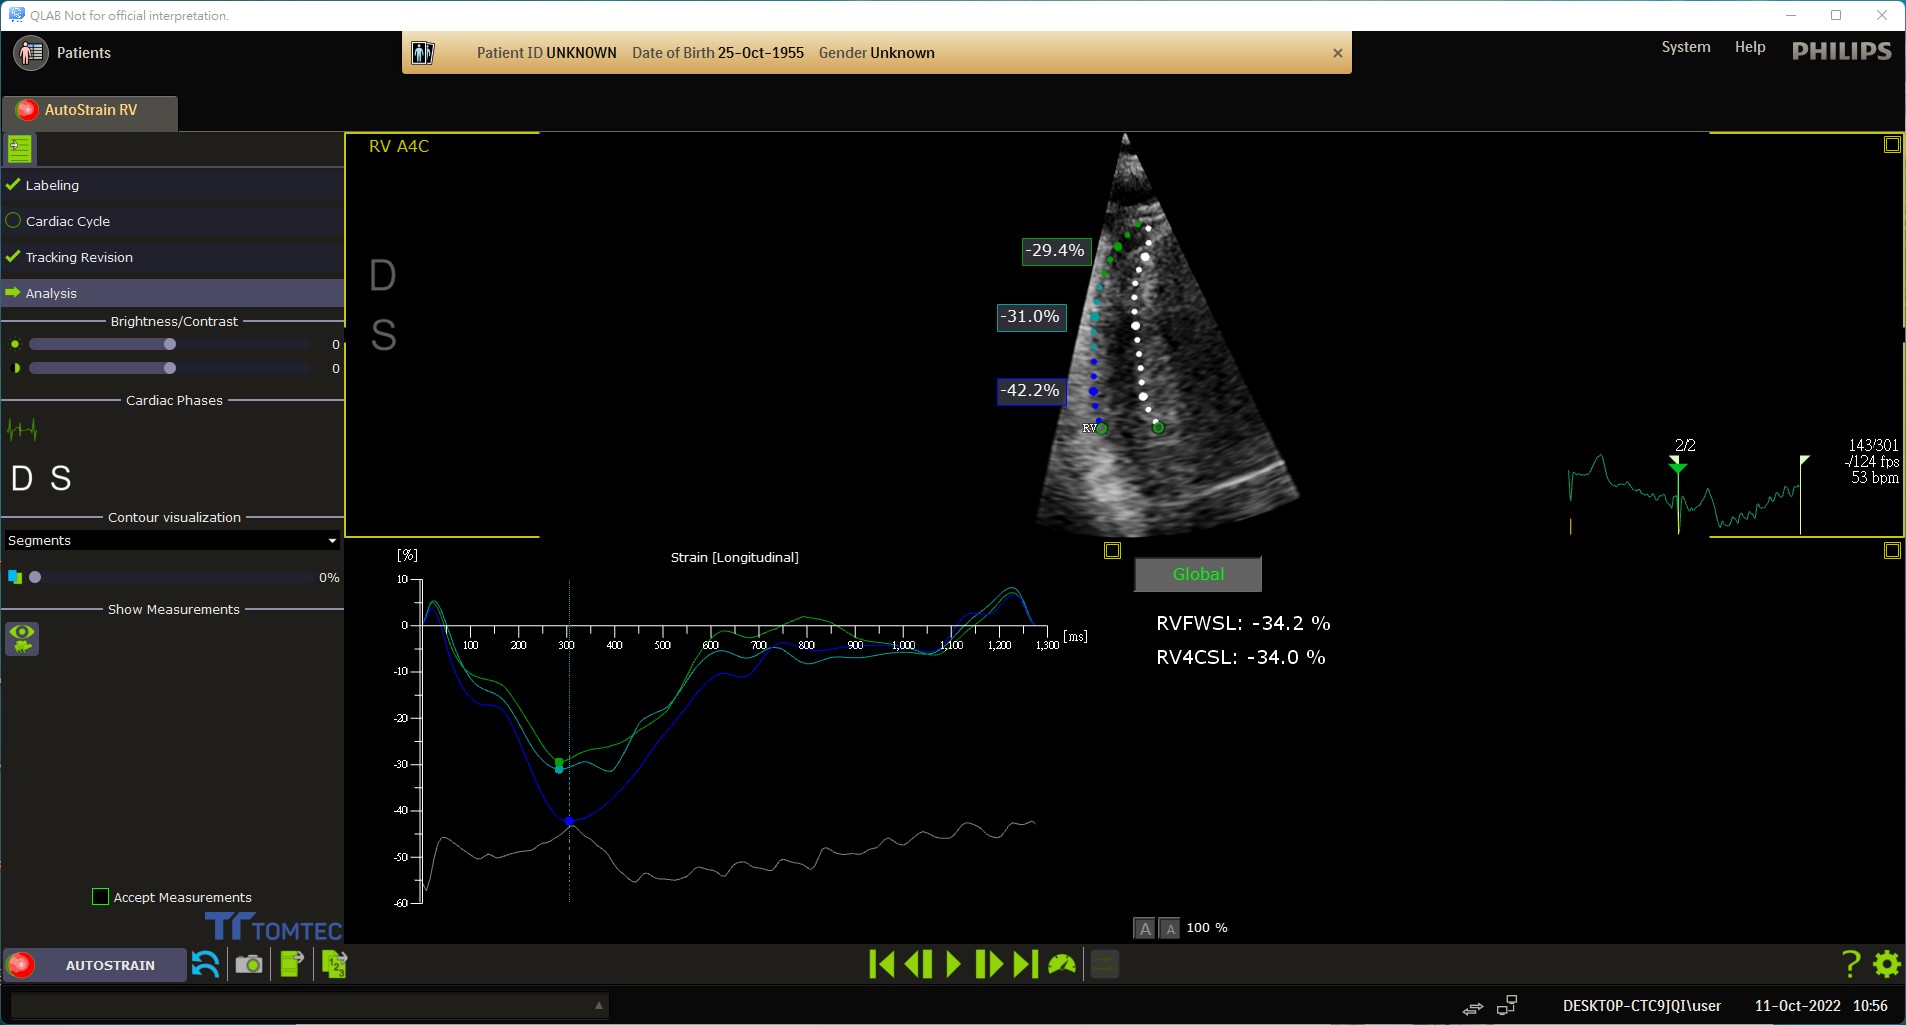 QLAB Not for official interpretation.
Patients
Patient ID UNKNOWN Date of Birth 25-Oct-1955 Gender Unknown
System Help PHILIPS
AutoStrain RV
Labeling
Cardiac Cycle
Tracking Revision
Analysis
Brightness/Contrast
0
0
Cardiac Phases
D S
Contour visualization
Segments
0%
Show Measurements
Accept Measurements
TOMTEC
RV A4C
D
S
-29.4%
-31.0%
-42.2%
RV
2/2
143/301
-/124 fps
53 bpm
[%]
Strain [Longitudinal]
10
0
-10
-20
-30
-40
-50
-60
100 200 300 400 500 600 700 800 900 1,000 1,100 1,200 1,300 [ms]
Global
RVFWSL: -34.2 %
RV4CSL: -34.0 %
A A 100 %
AUTOSTRAIN
1 2 3
?
DESKTOP-CTC9JQI\user 11-Oct-2022 10:56